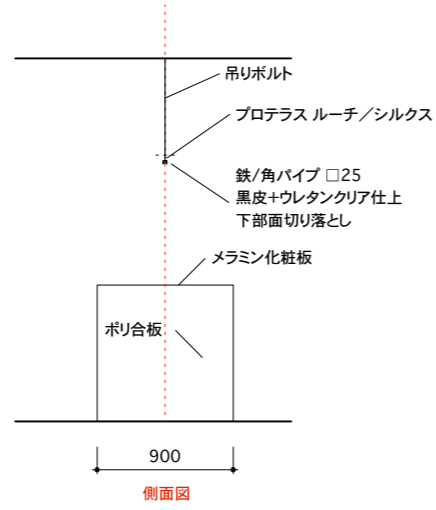 吊りボルト
プロテラス ルーチ／シルクス
鉄/角パイプ □25
黒皮+ウレタンクリア仕上
下部面切り落とし
メラミン化粧板
ポリ合板
900
側面図